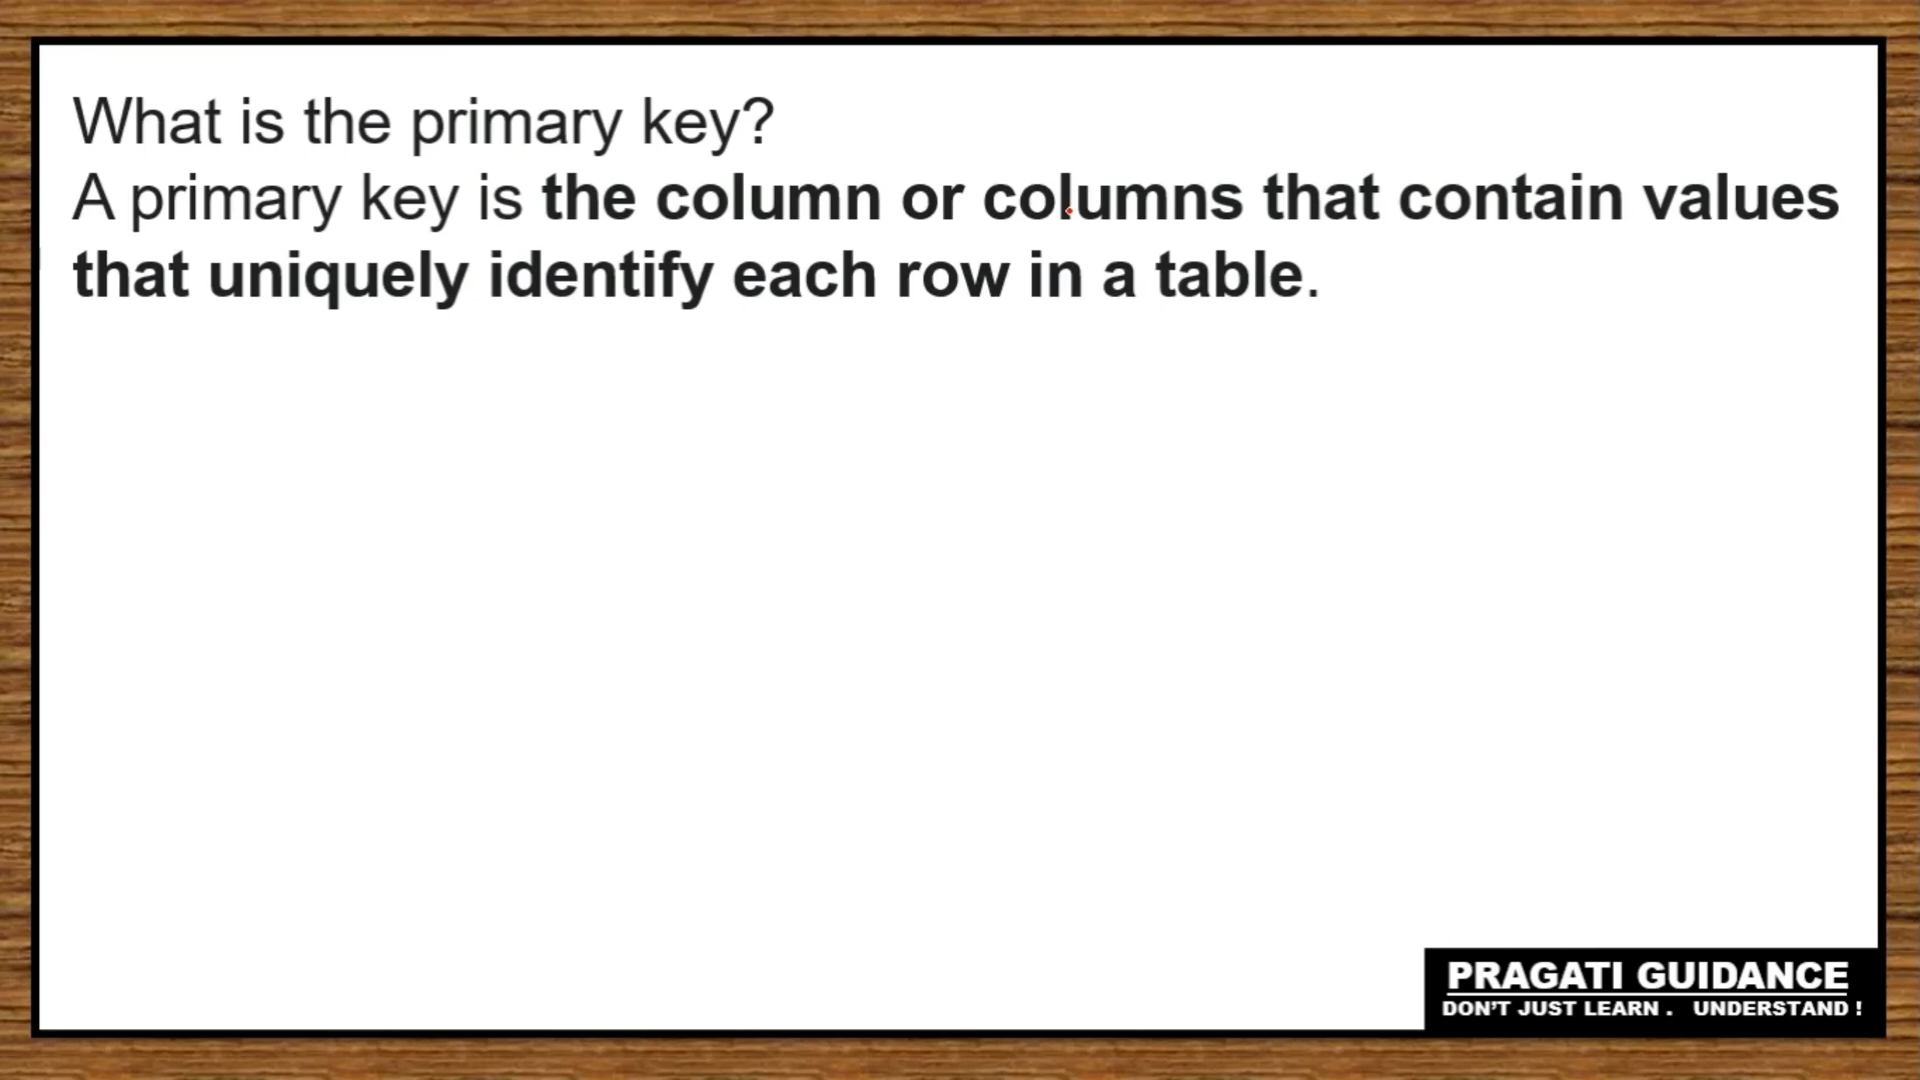 What is the primary key?
A primary key is the column or columns that contain values
that uniquely identify each row in a table.
PRAGATI GUIDANCE
DON'T JUST LEARN . UNDERSTAND !